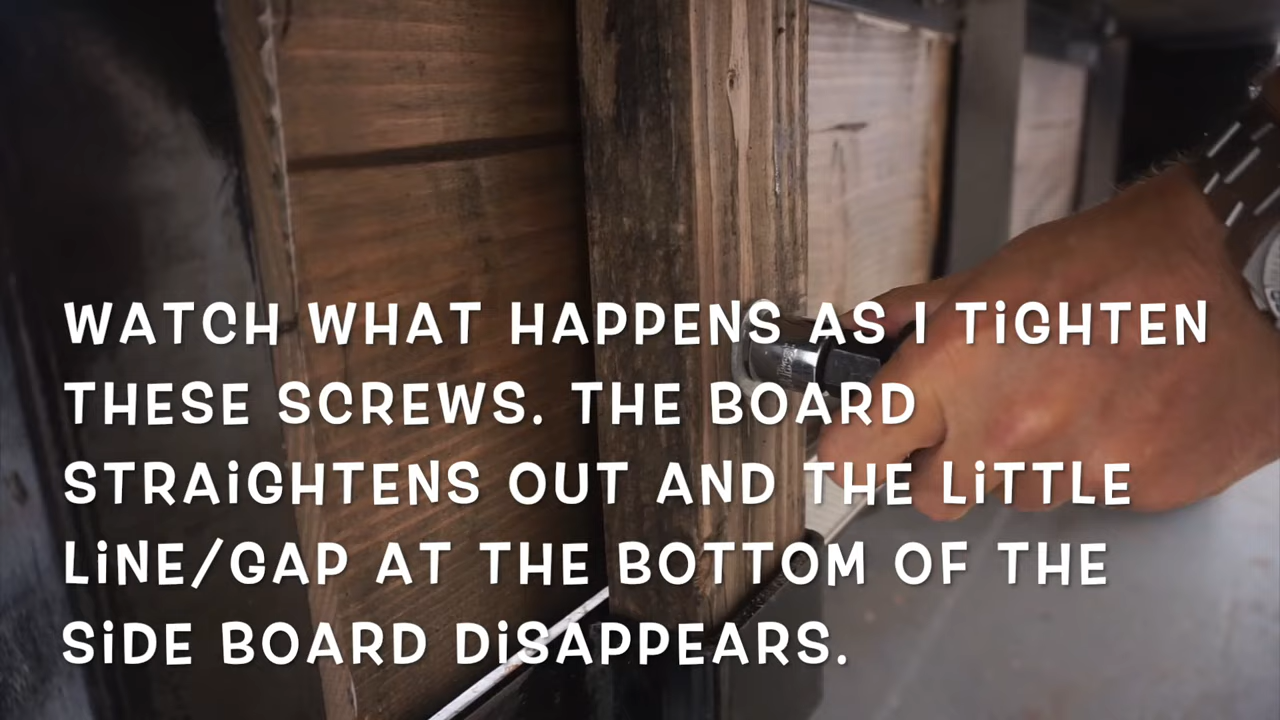 WATCH WHAT HAPPENS AS I TiGHTEN
THESE SCREWS. THE BOARD
STRAiGHTENS OUT AND THE LiTTLE
LiNE/GAP AT THE BOTTOM OF THE
SiDE BOARD DiSAPPEARS.